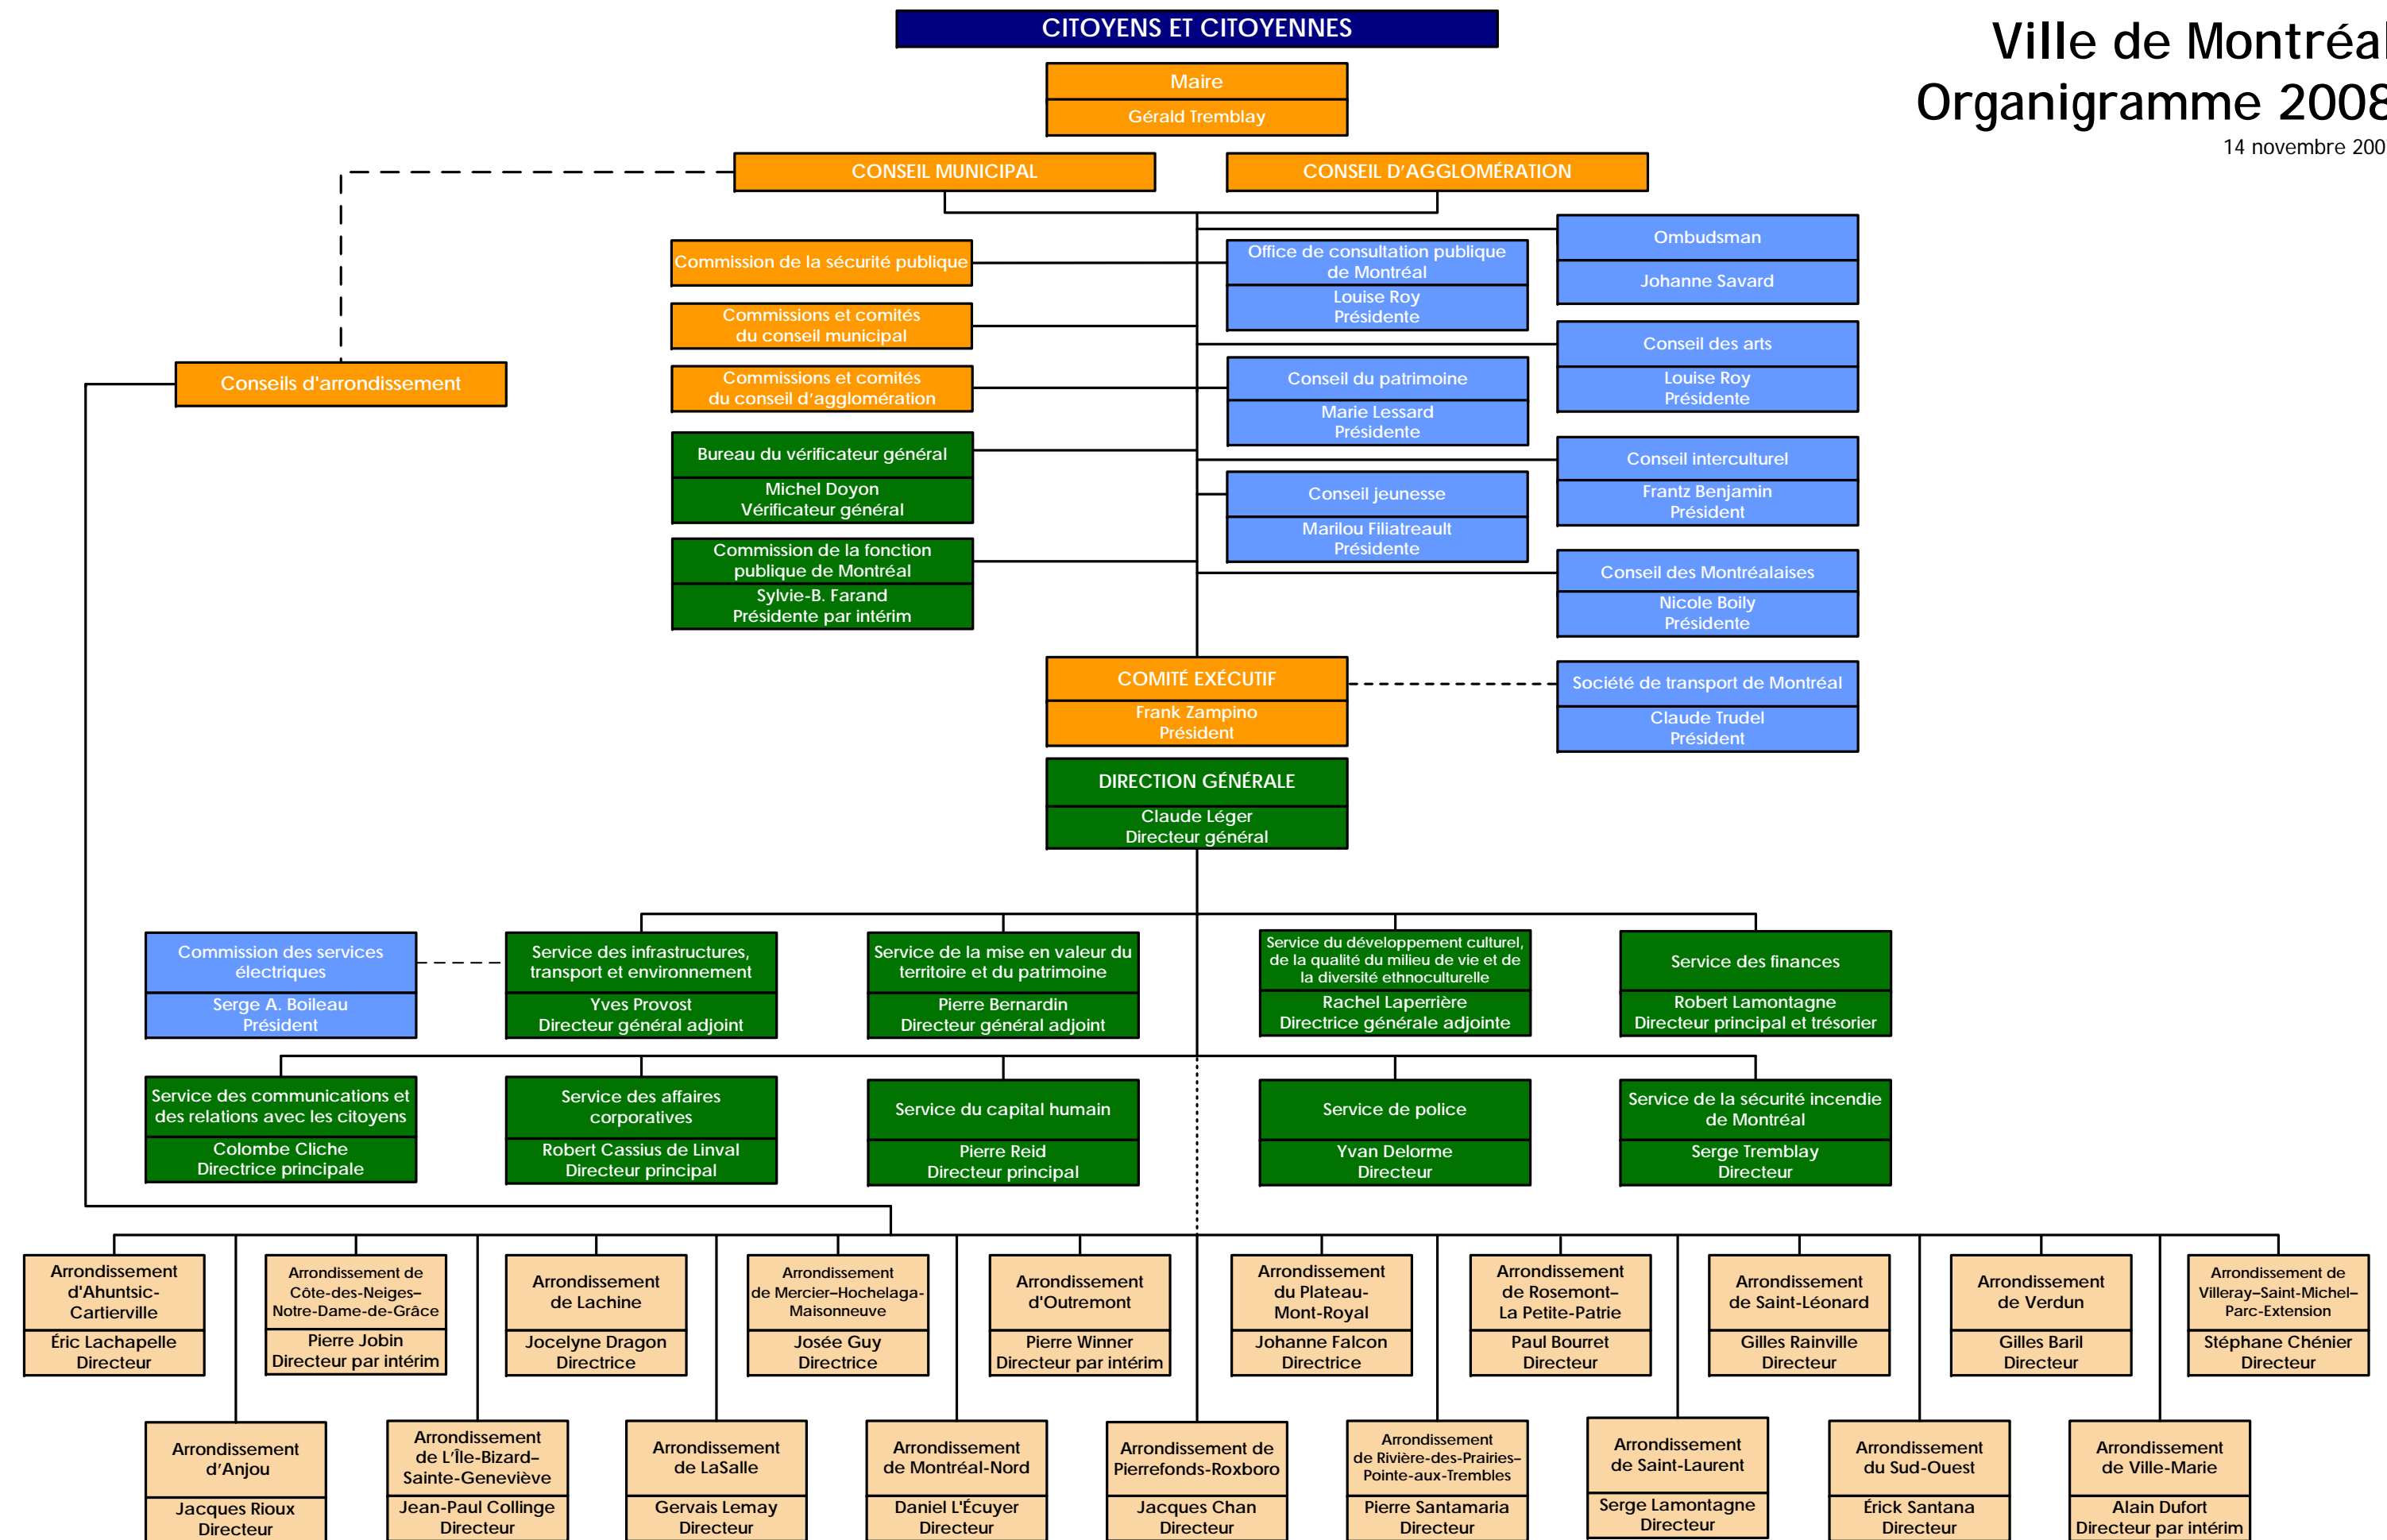 CITOYENS ET CITOYENNES
Ville de Montréal
Organigramme 2008
14 novembre 200
Maire
Gérald Tremblay
CONSEIL MUNICIPAL
CONSEIL D'AGGLOMÉRATION
Ombudsman
Johanne Savard
Commission de la sécurité publique
Office de consultation publique
de Montréal
Louise Roy
Présidente
Commissions et comités
du conseil municipal
Conseil des arts
Louise Roy
Présidente
Conseils d'arrondissement
Commissions et comités
du conseil d'agglomération
Conseil du patrimoine
Marie Lessard
Présidente
Bureau du vérificateur général
Michel Doyon
Vérificateur général
Conseil interculturel
Frantz Benjamin
Président
Conseil jeunesse
Marilou Filiatreault
Présidente
Commission de la fonction
publique de Montréal
Sylvie-B. Farand
Présidente par intérim
Conseil des Montréalaises
Nicole Boily
Présidente
COMITÉ EXÉCUTIF
Frank Zampino
Président
Société de transport de Montréal
Claude Trudel
Président
DIRECTION GÉNÉRALE
Claude Léger
Directeur général
Commission des services
électriques
Serge A. Boileau
Président
Service des infrastructures,
transport et environnement
Yves Provost
Directeur général adjoint
Service de la mise en valeur du
territoire et du patrimoine
Pierre Bernardin
Directeur général adjoint
Service du développement culturel,
de la qualité du milieu de vie et de
la diversité ethnoculturelle
Rachel Laperrière
Directrice générale adjointe
Service des finances
Robert Lamontagne
Directeur principal et trésorier
Service des communications et
des relations avec les citoyens
Colombe Cliche
Directrice principale
Service des affaires
corporatives
Robert Cassius de Linval
Directeur principal
Service du capital humain
Pierre Reid
Directeur principal
Service de police
Yvan Delorme
Directeur
Service de la sécurité incendie
de Montréal
Serge Tremblay
Directeur
Arrondissement
d'Ahuntsic-
Cartierville
Éric Lachapelle
Directeur
Arrondissement de
Côte-des-Neiges–
Notre-Dame-de-Grâce
Pierre Jobin
Directeur par intérim
Arrondissement
de Lachine
Jocelyne Dragon
Directrice
Arrondissement
de Mercier–Hochelaga-
Maisonneuve
Josée Guy
Directrice
Arrondissement
d'Outremont
Pierre Winner
Directeur par intérim
Arrondissement
du Plateau-
Mont-Royal
Johanne Falcon
Directrice
Arrondissement
de Rosemont–
La Petite-Patrie
Paul Bourret
Directeur
Arrondissement
de Saint-Léonard
Gilles Rainville
Directeur
Arrondissement
de Verdun
Gilles Baril
Directeur
Arrondissement de
Villeray–Saint-Michel–
Parc-Extension
Stéphane Chénier
Directeur
Arrondissement
d'Anjou
Jacques Rioux
Directeur
Arrondissement
de L'Île-Bizard–
Sainte-Geneviève
Jean-Paul Collinge
Directeur
Arrondissement
de LaSalle
Gervais Lemay
Directeur
Arrondissement
de Montréal-Nord
Daniel L'Écuyer
Directeur
Arrondissement de
Pierrefonds-Roxboro
Jacques Chan
Directeur
Arrondissement
de Rivière-des-Prairies–
Pointe-aux-Trembles
Pierre Santamaria
Directeur
Arrondissement
de Saint-Laurent
Serge Lamontagne
Directeur
Arrondissement
du Sud-Ouest
Érick Santana
Directeur
Arrondissement
de Ville-Marie
Alain Dufort
Directeur par intérim